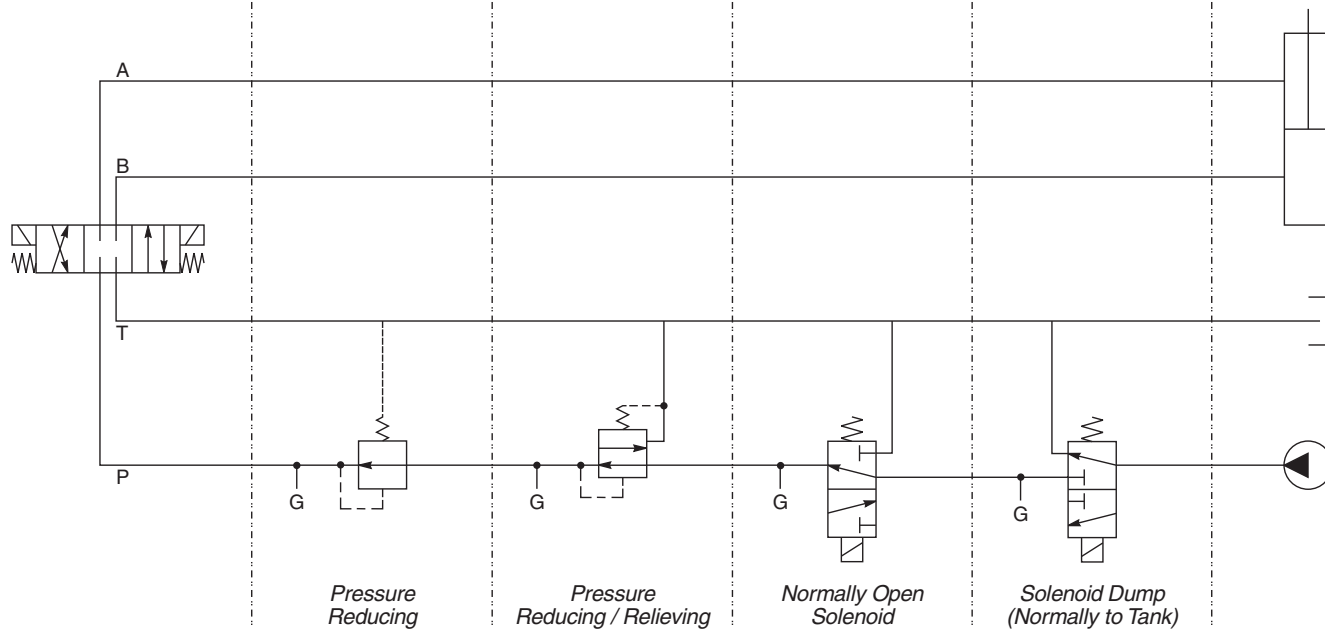 A
B
T
P
G
G
G
G
Pressure
Reducing
Pressure
Reducing / Relieving
Normally Open
Solenoid
Solenoid Dump
(Normally to Tank)